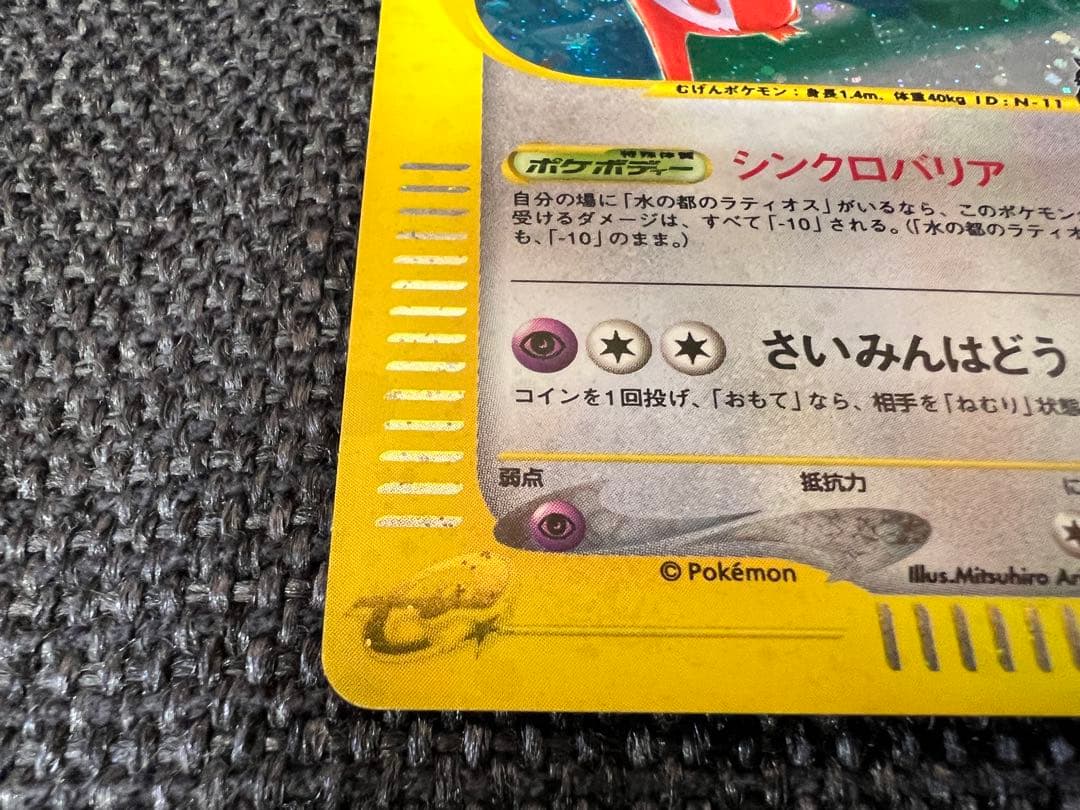 むげんポケモン：身長1.4m、体重40kg ID：N-11
特殊体質
ポケボディー
シンクロバリア
自分の場に「水の都のラティオス」がいるなら、このポケモン
受けるダメージは、すべて「-10」される。（「水の都のラティオ
も、「-10」のまま。）
さいみんはどう
コインを1回投げ、「おもて」なら、相手を「ねむり」状態
弱点
抵抗力
に
© Pokémon
Illus.Mitsuhiro Ar